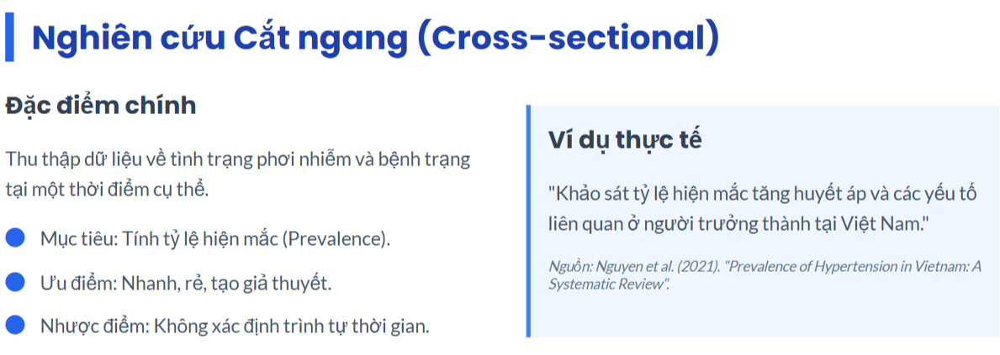 Nghiên cứu Cắt ngang (Cross-sectional)
Đặc điểm chính
Thu thập dữ liệu về tình trạng phơi nhiễm và bệnh trạng
tại một thời điểm cụ thể.
Mục tiêu: Tính tỷ lệ hiện mắc (Prevalence).
Ưu điểm: Nhanh, rẻ, tạo giả thuyết.
Nhược điểm: Không xác định trình tự thời gian.
Ví dụ thực tế
"Khảo sát tỷ lệ hiện mắc tăng huyết áp và các yếu tố
liên quan ở người trưởng thành tại Việt Nam."
Nguồn: Nguyen et al. (2021). "Prevalence of Hypertension in Vietnam: A
Systematic Review".